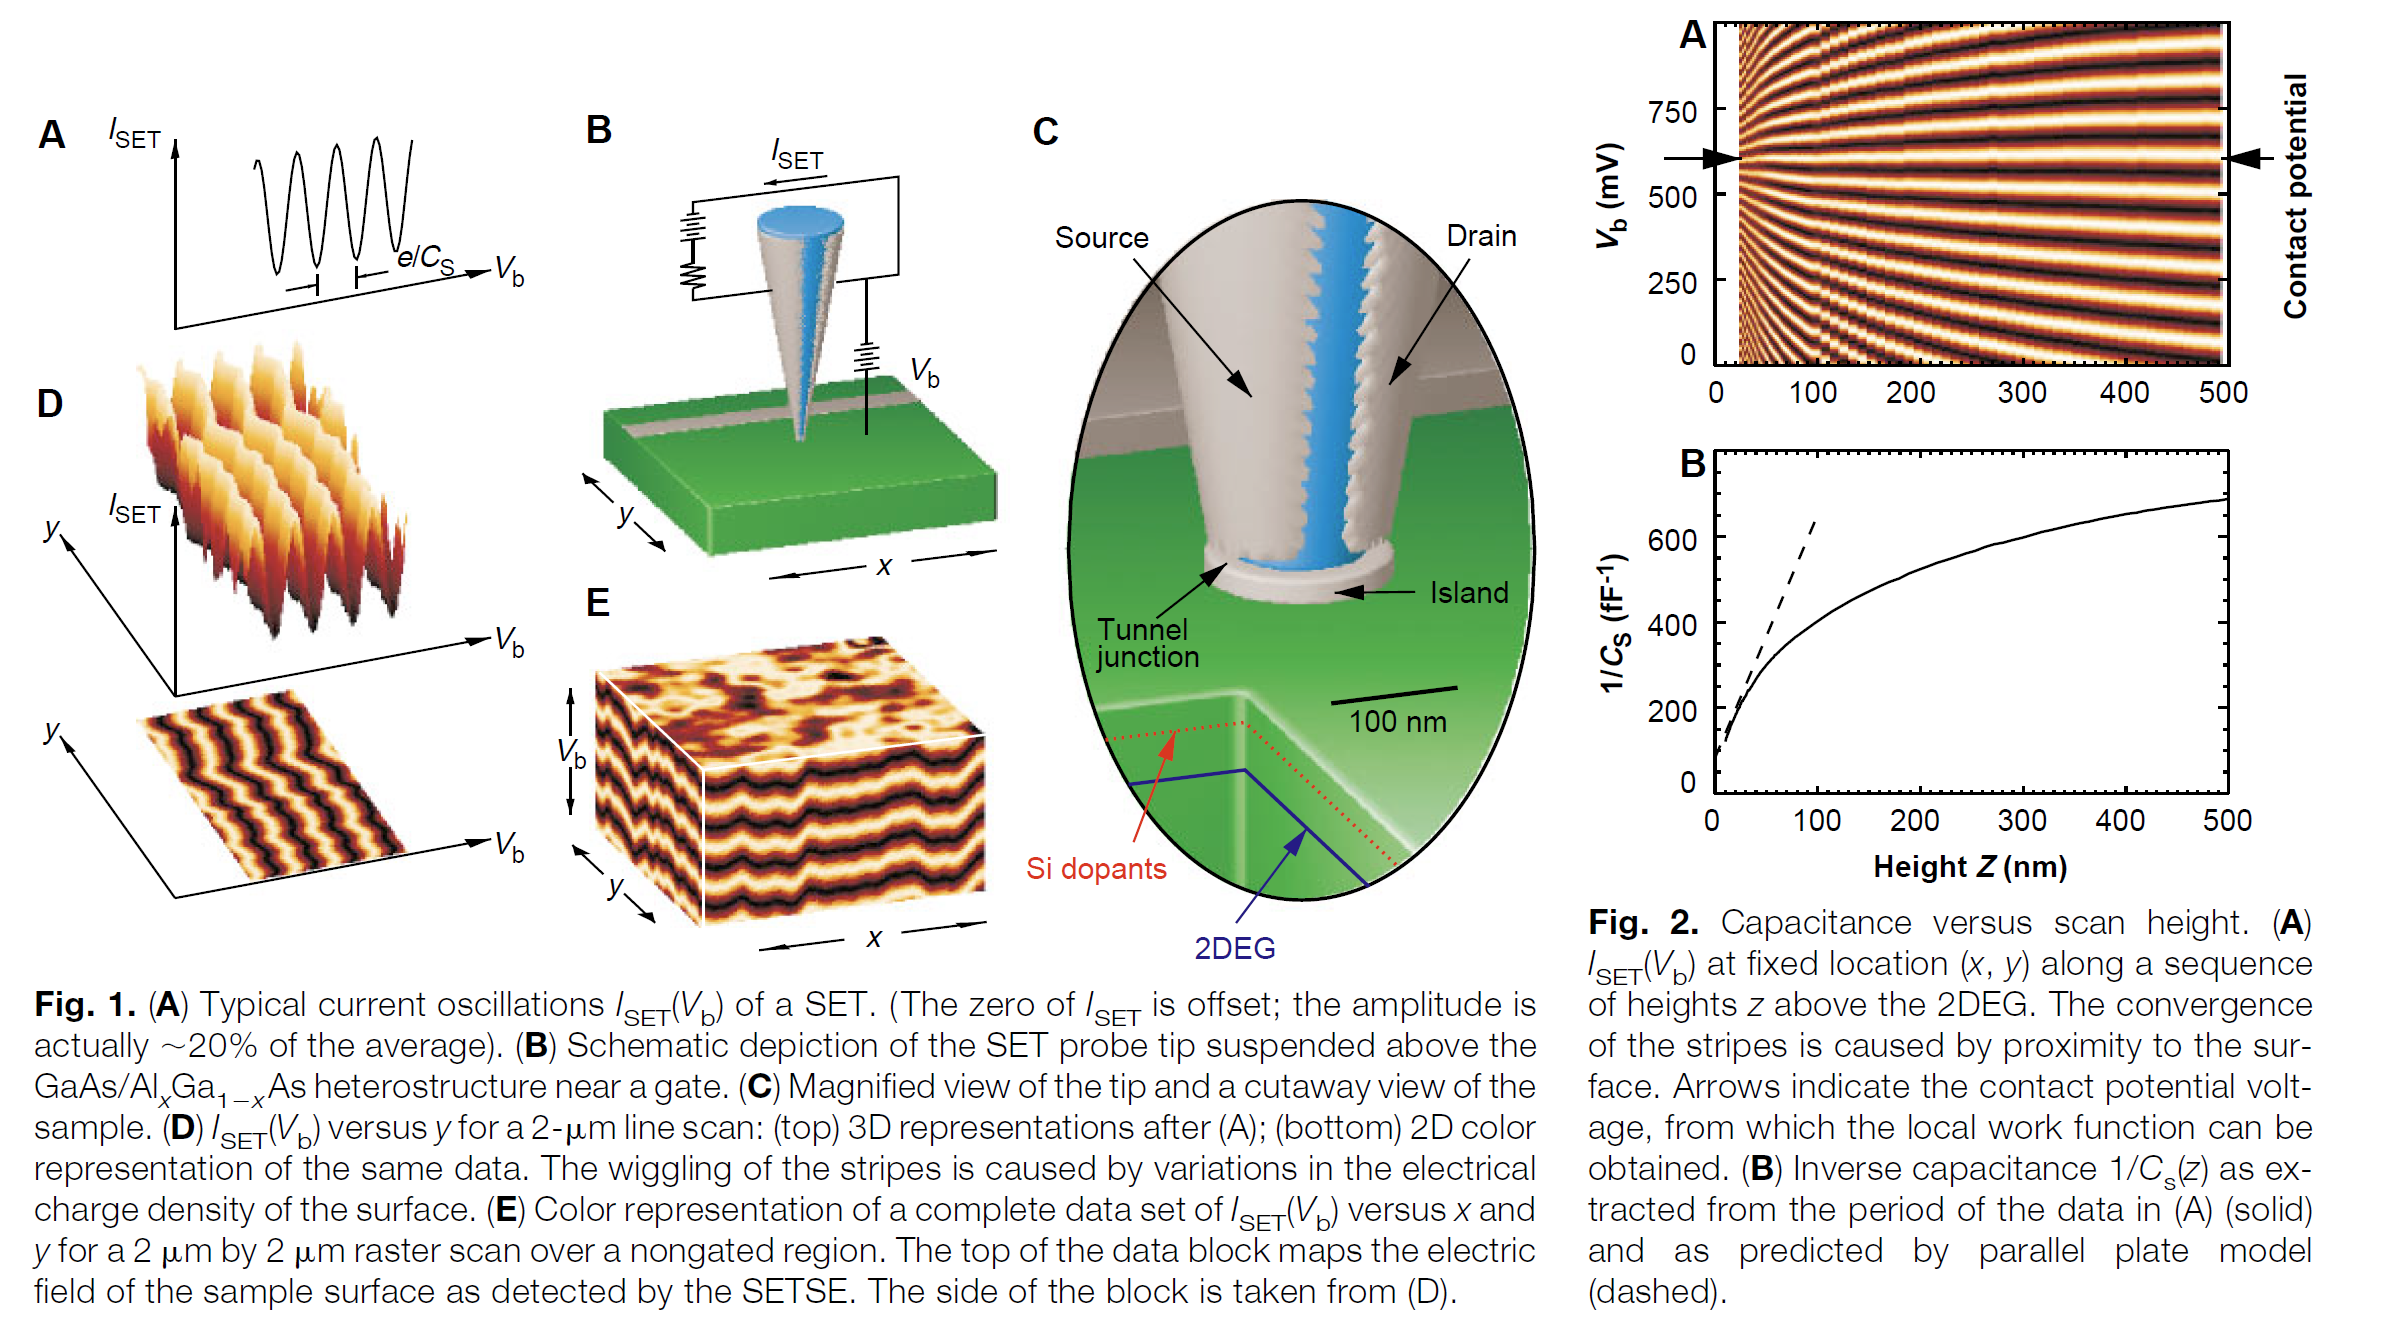 A
I_SET
e/C_S
V_b
B
I_SET
V_b
y
x
C
Source
Drain
Tunnel
junction
Island
100 nm
Si dopants
2DEG
D
I_SET
y
V_b
y
V_b
E
V_b
y
x
Fig. 1. (A) Typical current oscillations I_SET(V_b) of a SET. (The zero of I_SET is offset; the amplitude is
actually ~20% of the average). (B) Schematic depiction of the SET probe tip suspended above the
GaAs/Al_xGa_1−xAs heterostructure near a gate. (C) Magnified view of the tip and a cutaway view of the
sample. (D) I_SET(V_b) versus y for a 2-μm line scan: (top) 3D representations after (A); (bottom) 2D color
representation of the same data. The wiggling of the stripes is caused by variations in the electrical
charge density of the surface. (E) Color representation of a complete data set of I_SET(V_b) versus x and
y for a 2 μm by 2 μm raster scan over a nongated region. The top of the data block maps the electric
field of the sample surface as detected by the SETSE. The side of the block is taken from (D).
A
V_b (mV)
750
500
250
0
0 100 200 300 400 500
Contact potential
B
1/C_S (fF⁻¹)
600
400
200
0
0 100 200 300 400 500
Height Z (nm)
Fig. 2. Capacitance versus scan height. (A)
I_SET(V_b) at fixed location (x, y) along a sequence
of heights z above the 2DEG. The convergence
of the stripes is caused by proximity to the sur-
face. Arrows indicate the contact potential volt-
age, from which the local work function can be
obtained. (B) Inverse capacitance 1/C_s(z) as ex-
tracted from the period of the data in (A) (solid)
and as predicted by parallel plate model
(dashed).